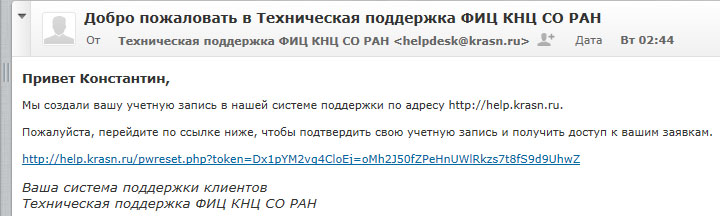 Добро пожаловать в Техническая поддержка ФИЦ КНЦ СО РАН
От Техническая поддержка ФИЦ КНЦ СО РАН <helpdesk@krasn.ru> Дата Вт 02:44
Привет Константин,
Мы создали вашу учетную запись в нашей системе поддержки по адресу http://help.krasn.ru.
Пожалуйста, перейдите по ссылке ниже, чтобы подтвердить свою учетную запись и получить доступ к вашим заявкам.
http://help.krasn.ru/pwreset.php?token=Dx1pYM2vg4CloEj=oMh2J50fZPeHnUWlRkzs7t8fS9d9UhwZ
Ваша система поддержки клиентов
Техническая поддержка ФИЦ КНЦ СО РАН